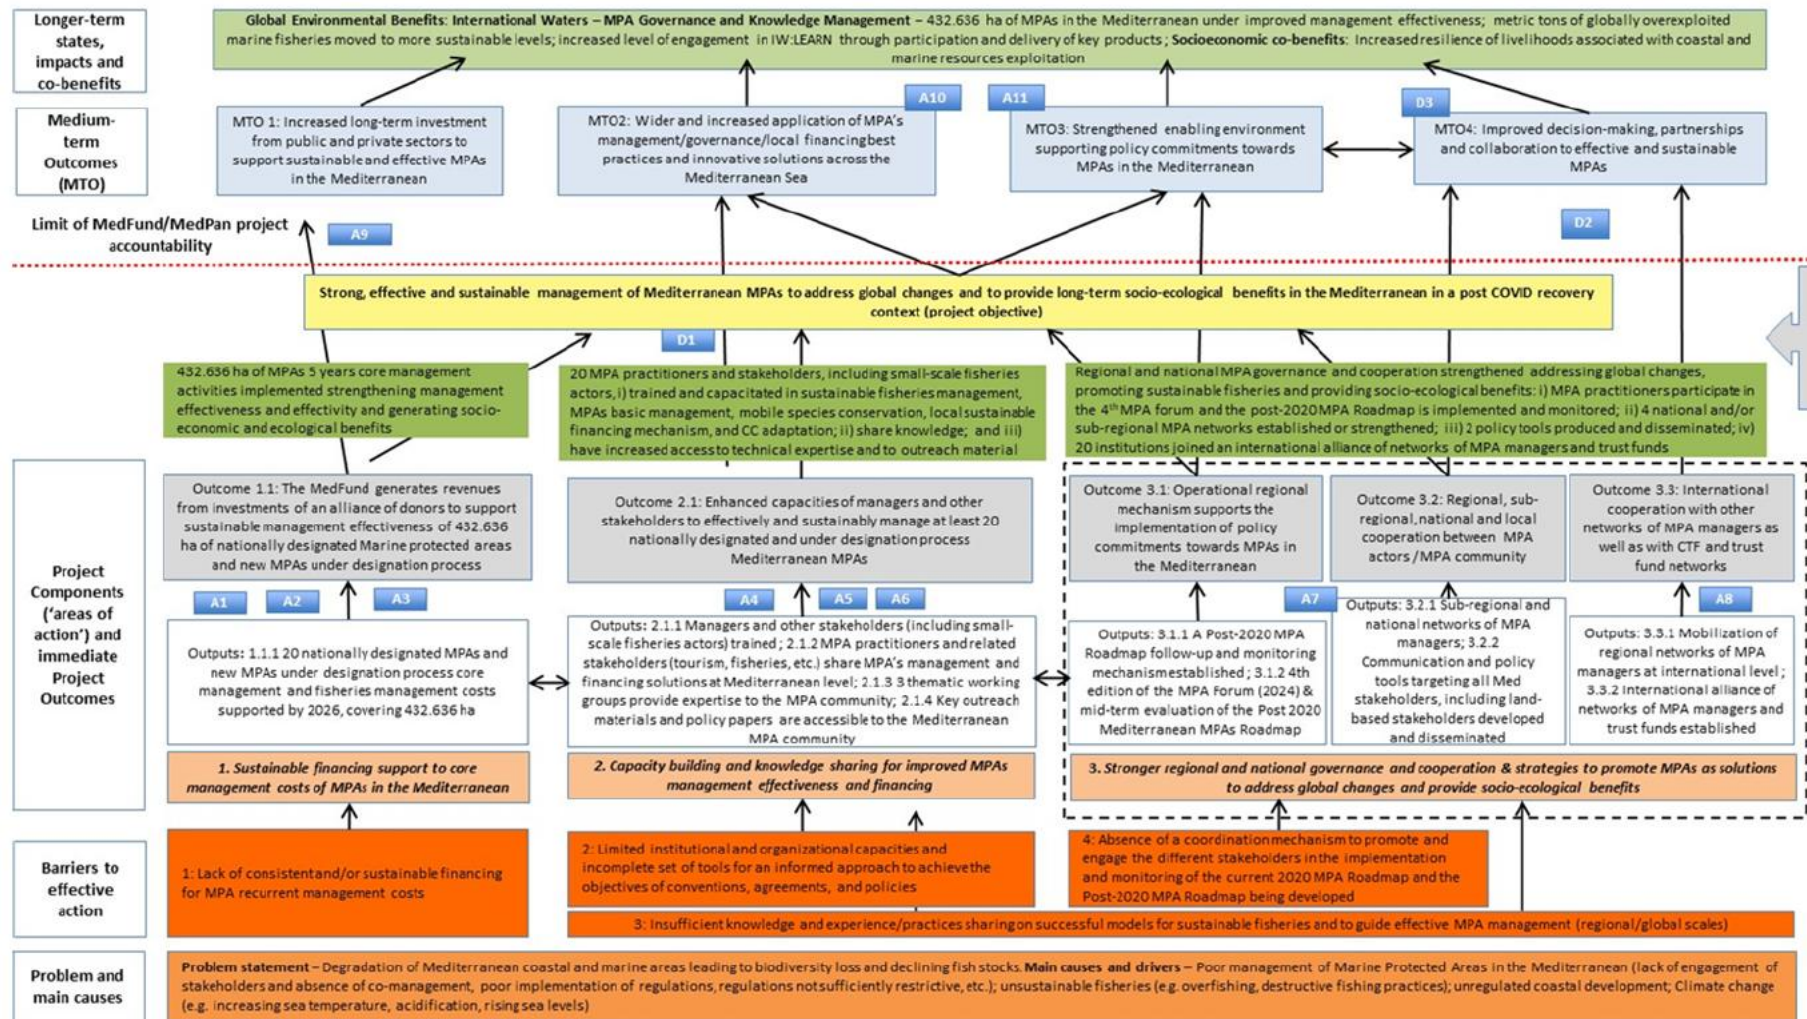 Longer-term
states,
impacts and
co-benefits
Global Environmental Benefits: International Waters – MPA Governance and Knowledge Management – 432.636 ha of MPAs in the Mediterranean under improved management effectiveness; metric tons of globally overexploited
marine fisheries moved to more sustainable levels; increased level of engagement in IW:LEARN through participation and delivery of key products ; Socioeconomic co-benefits: Increased resilience of livelihoods associated with coastal and
marine resources exploitation
Medium-
term
Outcomes
(MTO)
MTO 1: Increased long-term investment
from public and private sectors to
support sustainable and effective MPAs
in the Mediterranean
A10
MTO2: Wider and increased application of MPA's
management/governance/local financing best
practices and innovative solutions across the
Mediterranean Sea
A11
MTO3: Strengthened enabling environment
supporting policy commitments towards
MPAs in the Mediterranean
D3
MTO4: Improved decision-making, partnerships
and collaboration to effective and sustainable
MPAs
Limit of MedFund/MedPan project
accountability
A9
D2
Strong, effective and sustainable management of Mediterranean MPAs to address global changes and to provide long-term socio-ecological benefits in the Mediterranean in a post COVID recovery
context (project objective)
D1
432.636 ha of MPAs 5 years core management
activities implemented strengthening management
effectiveness and effectivity and generating socio-
economic and ecological benefits
20 MPA practitioners and stakeholders, including small-scale fisheries
actors, i) trained and capacitated in sustainable fisheries management,
MPAs basic management, mobile species conservation, local sustainable
financing mechanism, and CC adaptation; ii) share knowledge; and iii)
have increased access to technical expertise and to outreach material
Regional and national MPA governance and cooperation strengthened addressing global changes,
promoting sustainable fisheries and providing socio-ecological benefits: i) MPA practitioners participate in
the 4th MPA forum and the post-2020 MPA Roadmap is implemented and monitored; ii) 4 national and/or
sub-regional MPA networks established or strengthened; iii) 2 policy tools produced and disseminated; iv)
20 institutions joined an international alliance of networks of MPA managers and trust funds
Project
Components
('areas of
action') and
immediate
Project
Outcomes
Outcome 1.1: The MedFund generates revenues
from investments of an alliance of donors to support
sustainable management effectiveness of 432.636
ha of nationally designated Marine protected areas
and new MPAs under designation process
Outcome 2.1: Enhanced capacities of managers and other
stakeholders to effectively and sustainably manage at least 20
nationally designated and under designation process
Mediterranean MPAs
Outcome 3.1: Operational regional
mechanism supports the
implementation of policy
commitments towards MPAs in
the Mediterranean
Outcome 3.2: Regional, sub-
regional, national and local
cooperation between MPA
actors / MPA community
Outcome 3.3: International
cooperation with other
networks of MPA managers as
well as with CTF and trust
fund networks
A1
A2
A3
A4
A5
A6
A7
A8
Outputs: 1.1.1 20 nationally designated MPAs and
new MPAs under designation process core
management and fisheries management costs
supported by 2026, covering 432.636 ha
Outputs: 2.1.1 Managers and other stakeholders (including small-
scale fisheries actors) trained ; 2.1.2 MPA practitioners and related
stakeholders (tourism, fisheries, etc.) share MPA's management and
financing solutions at Mediterranean level; 2.1.3 3 thematic working
groups provide expertise to the MPA community; 2.1.4 Key outreach
materials and policy papers are accessible to the Mediterranean
MPA community
Outputs: 3.1.1 A Post-2020 MPA
Roadmap follow-up and monitoring
mechanism established ; 3.1.2 4th
edition of the MPA Forum (2024) &
mid-term evaluation of the Post 2020
Mediterranean MPAs Roadmap
Outputs: 3.2.1 Sub-regional and
national networks of MPA
managers; 3.2.2
Communication and policy
tools targeting all Med
stakeholders, including land-
based stakeholders developed
and disseminated
Outputs: 3.3.1 Mobilization of
regional networks of MPA
managers at international level ;
3.3.2 International alliance of
networks of MPA managers and
trust funds established
1. Sustainable financing support to core
management costs of MPAs in the Mediterranean
2. Capacity building and knowledge sharing for improved MPAs
management effectiveness and financing
3. Stronger regional and national governance and cooperation & strategies to promote MPAs as solutions
to address global changes and provide socio-ecological benefits
Barriers to
effective
action
1: Lack of consistent and/or sustainable financing
for MPA recurrent management costs
2: Limited institutional and organizational capacities and
incomplete set of tools for an informed approach to achieve the
objectives of conventions, agreements, and policies
4: Absence of a coordination mechanism to promote and
engage the different stakeholders in the implementation
and monitoring of the current 2020 MPA Roadmap and the
Post-2020 MPA Roadmap being developed
3: Insufficient knowledge and experience/practices sharing on successful models for sustainable fisheries and to guide effective MPA management (regional/global scales)
Problem and
main causes
Problem statement – Degradation of Mediterranean coastal and marine areas leading to biodiversity loss and declining fish stocks. Main causes and drivers – Poor management of Marine Protected Areas in the Mediterranean (lack of engagement of
stakeholders and absence of co-management, poor implementation of regulations, regulations not sufficiently restrictive, etc.); unsustainable fisheries (e.g. overfishing, destructive fishing practices); unregulated coastal development; Climate change
(e.g. increasing sea temperature, acidification, rising sea levels)